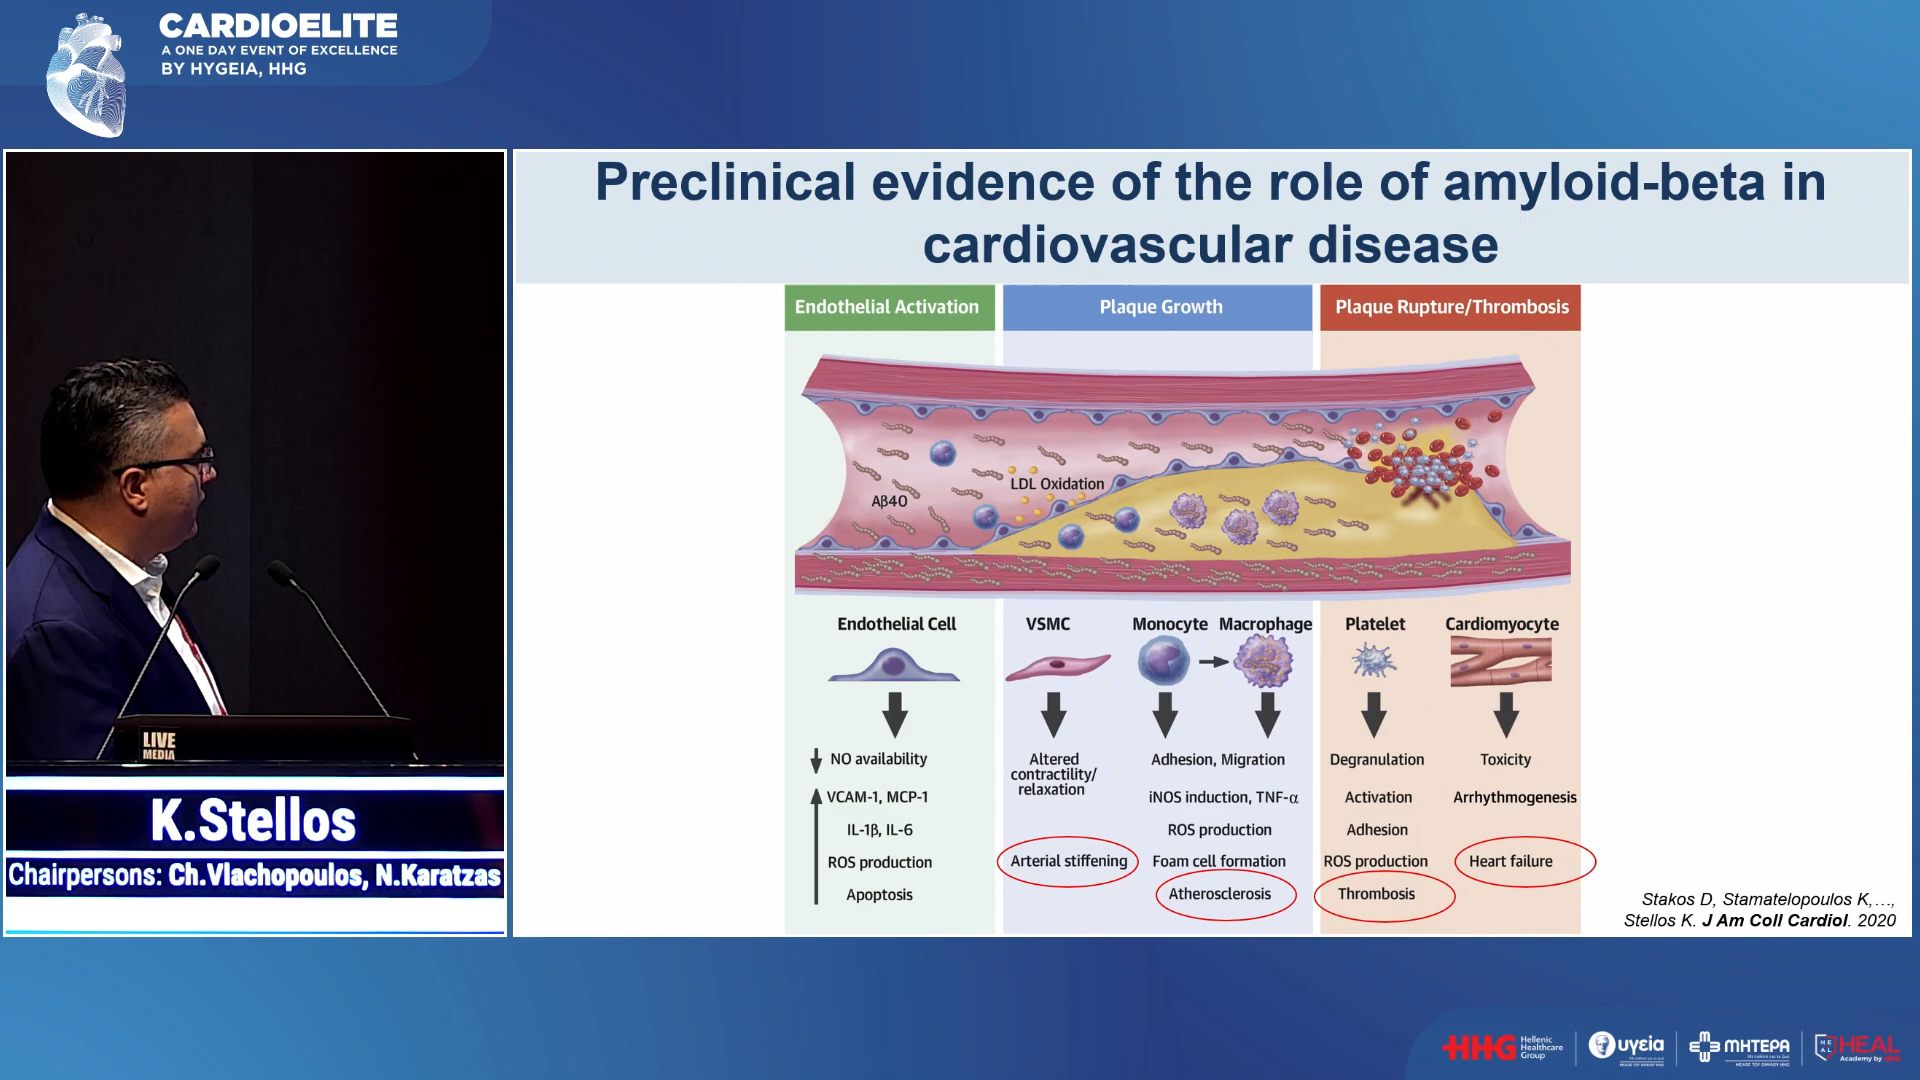 CARDIOELITE
A ONE DAY EVENT OF EXCELLENCE
BY HYGEIA, HHG
Preclinical evidence of the role of amyloid-beta in
cardiovascular disease
Endothelial Activation
Plaque Growth
Plaque Rupture/Thrombosis
LDL Oxidation
Aβ40
Endothelial Cell
VSMC
Monocyte
Macrophage
Platelet
Cardiomyocyte
NO availability
VCAM-1, MCP-1
IL-1β, IL-6
ROS production
Apoptosis
Altered
contractility/
relaxation
Arterial stiffening
Adhesion, Migration
iNOS induction, TNF-α
ROS production
Foam cell formation
Atherosclerosis
Degranulation
Activation
Adhesion
ROS production
Thrombosis
Toxicity
Arrhythmogenesis
Heart failure
Stakos D, Stamatelopoulos K,...,
Stellos K. J Am Coll Cardiol. 2020
LIVE
MEDIA
K.Stellos
Chairpersons: Ch.Vlachopoulos, N.Karatzas
HHG
Hellenic
Healthcare
Group
υγεία
ΜΗΤΕΡΑ
HEAL
Academy by